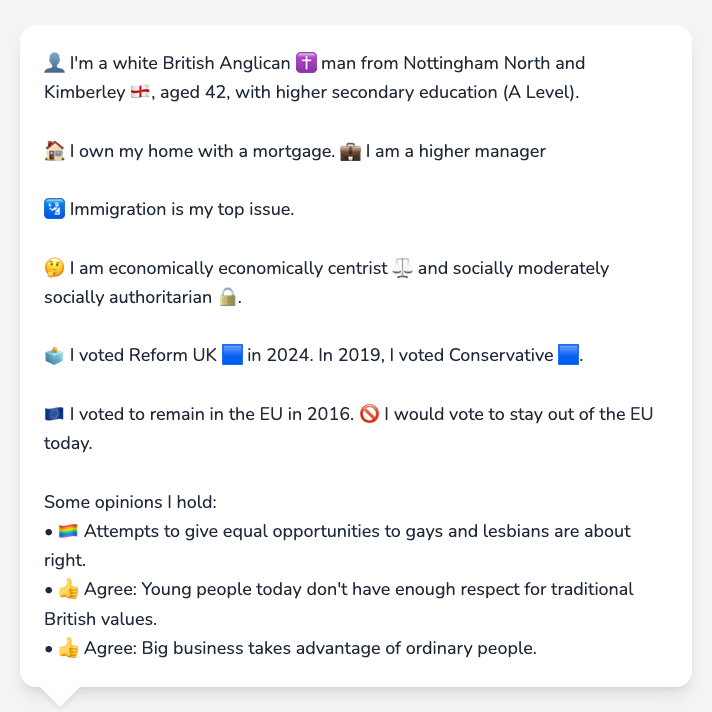 👤 I'm a white British Anglican ✝️ man from Nottingham North and
Kimberley 🏴󠁧󠁢󠁥󠁮󠁧󠁿, aged 42, with higher secondary education (A Level).
🏠 I own my home with a mortgage. 💼 I am a higher manager
🛂 Immigration is my top issue.
🤔 I am economically economically centrist ⚖️ and socially moderately
socially authoritarian 🔒.
🗳️ I voted Reform UK 🟦 in 2024. In 2019, I voted Conservative 🟦.
🇪🇺 I voted to remain in the EU in 2016. 🚫 I would vote to stay out of the EU
today.
Some opinions I hold:
• 🏳️‍🌈 Attempts to give equal opportunities to gays and lesbians are about
right.
• 👍 Agree: Young people today don't have enough respect for traditional
British values.
• 👍 Agree: Big business takes advantage of ordinary people.